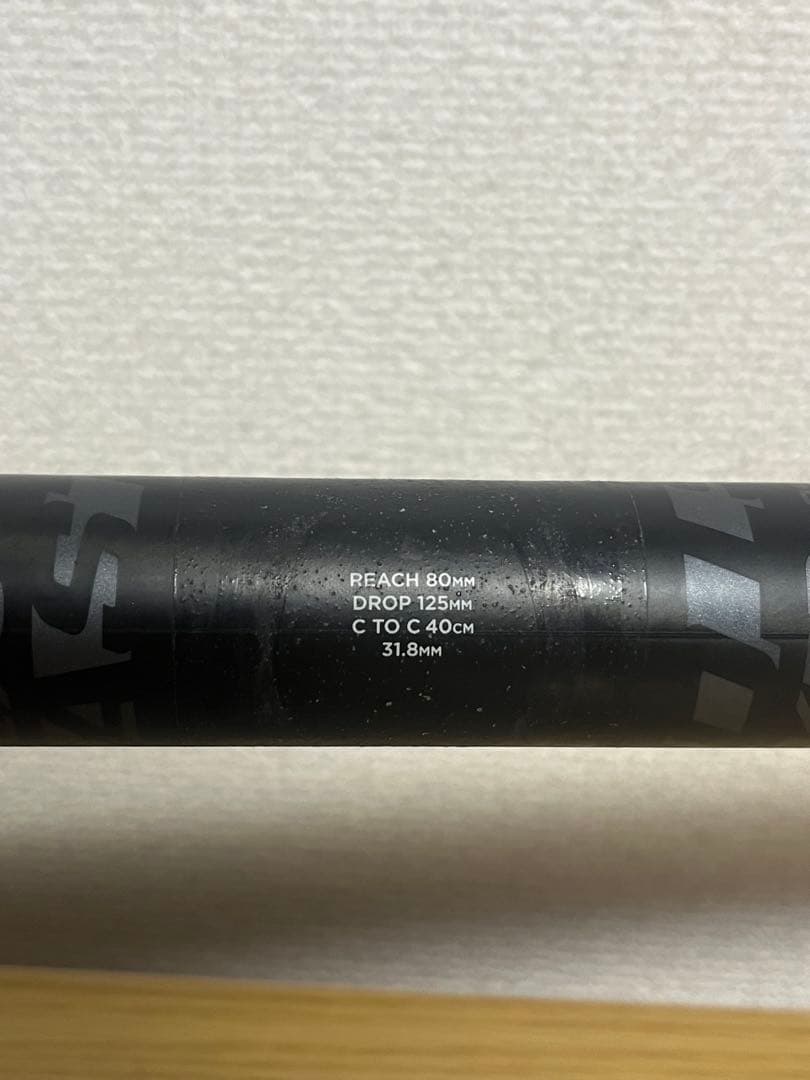 REACH 80MM
DROP 125MM
C TO C 40CM
31.8MM